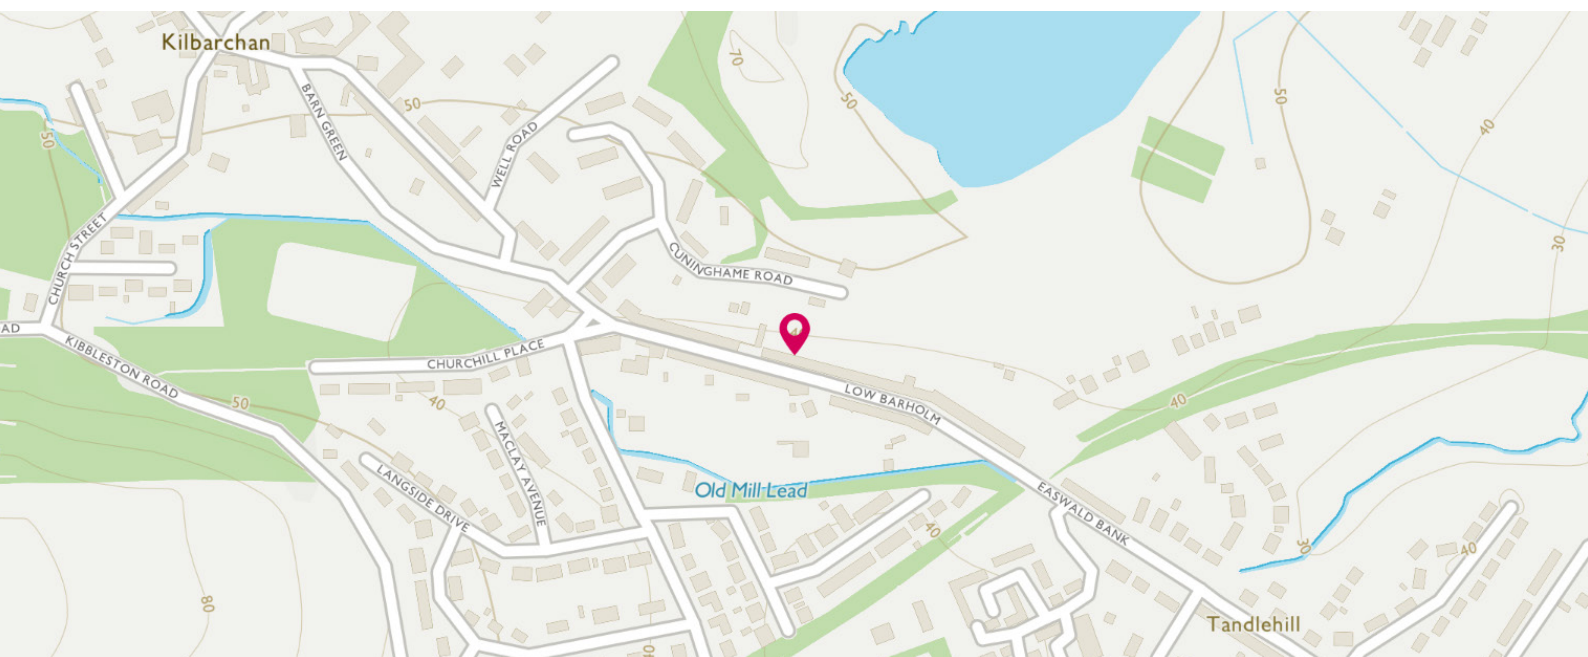 Kilbarchan
70
50
50
50
40
BARN GREEN
WELL ROAD
50
CHURCH STREET
30
CUNINGHAME ROAD
AD
KIBBLESTON ROAD
CHURCHILL PLACE
LOW BARHOLM
50
40
40
MACLAY AVENUE
LANGSIDE DRIVE
Old Mill Lead
EASWALD BANK
40
30
40
80
Tandlehill